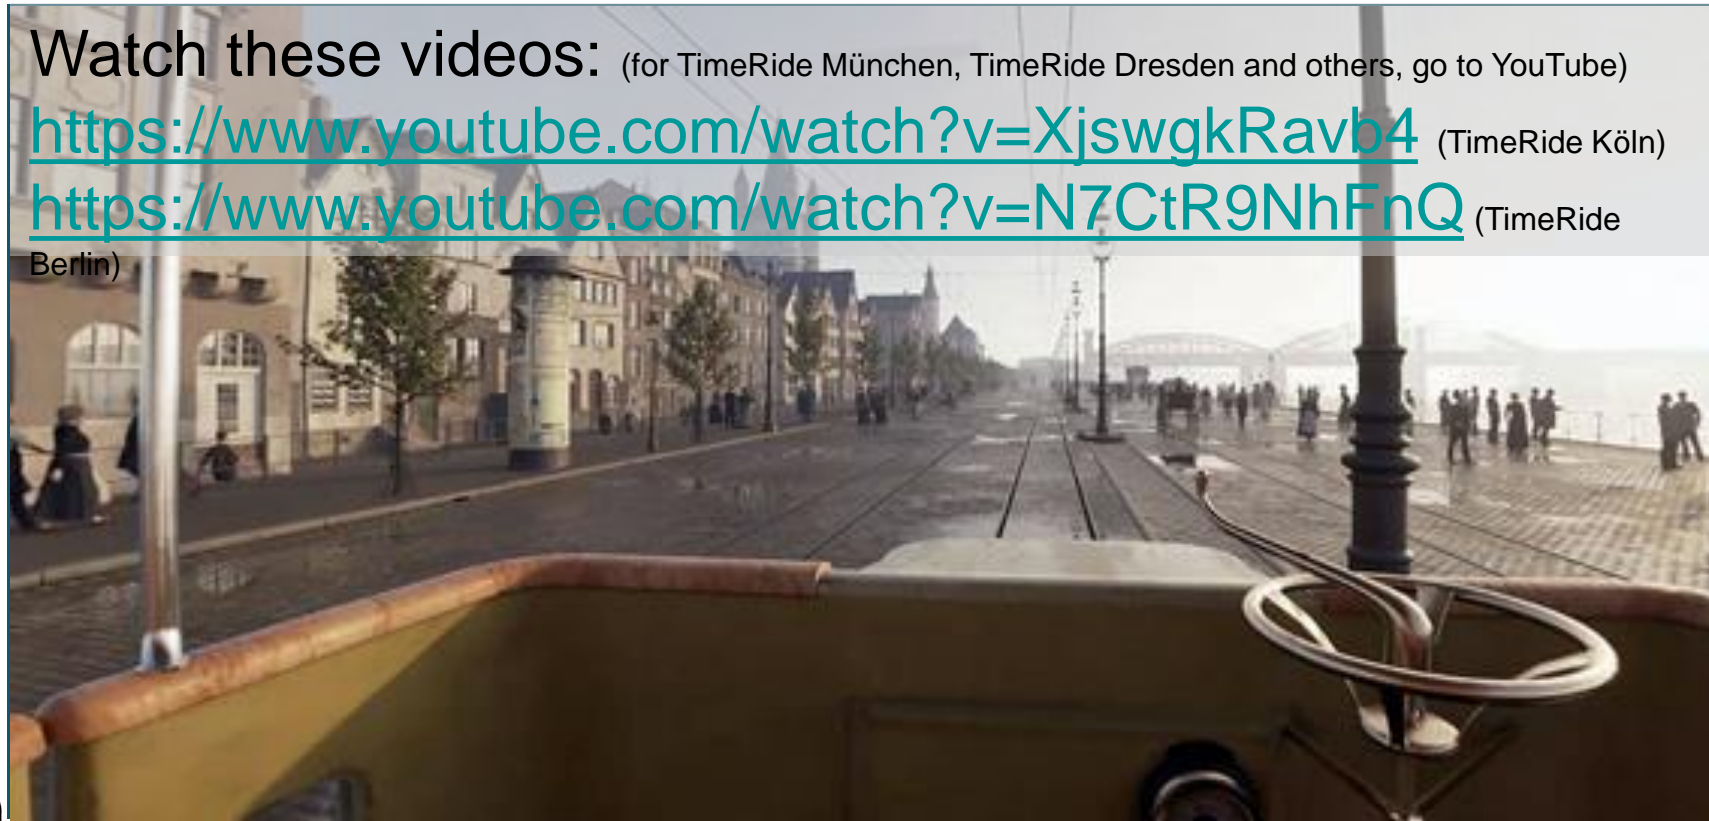 Watch these videos: (for TimeRide München, TimeRide Dresden and others, go to YouTube)
https://www.youtube.com/watch?v=XjswgkRavb4 (TimeRide Köln)
https://www.youtube.com/watch?v=N7CtR9NhFnQ (TimeRide
Berlin)